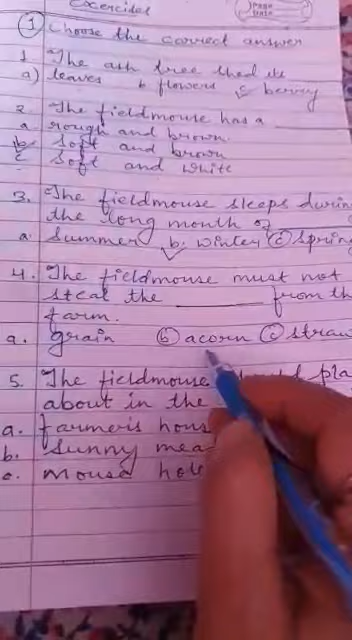 Exercises
Page
Date
1 Choose the correct answer
1. The ash tree shed its
a) leaves b flowers c berry
2. The fieldmouse has a ______
a. rough and brown
b. Soft and brown
c Soft and white
3. The fieldmouse sleeps durin
the long month of
a. Summer b. winter c Spring
4. The fieldmouse must not
steal the ______ from th
farm.
a. grain b acorn c straw
5. The fieldmouse pla
about in the
a. farmer's hous
b. Sunny mea
c. mouse hole